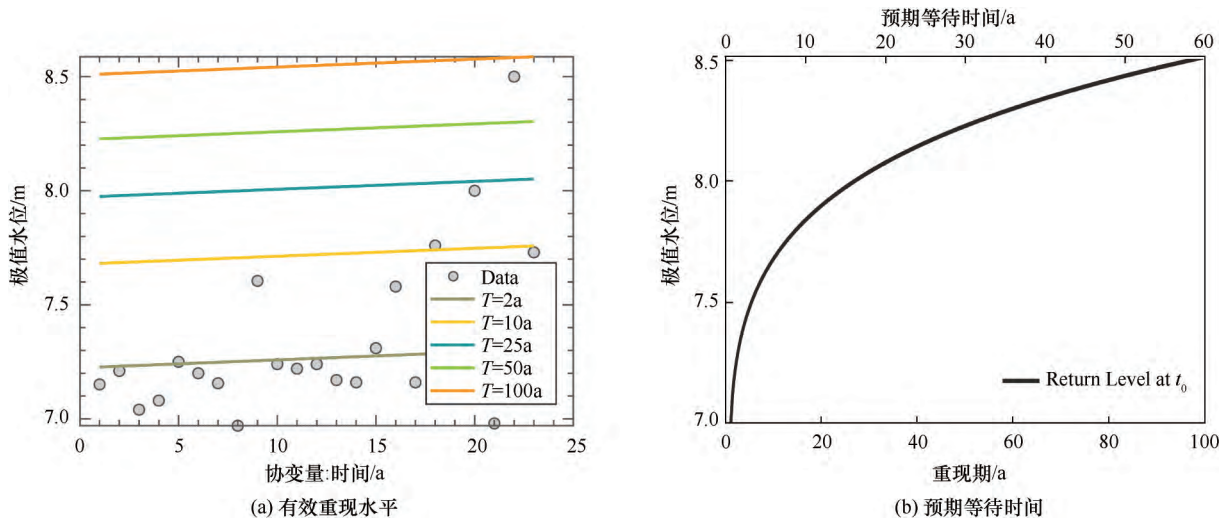 8.5
8.0
7.5
7.0
极值水位/m
0 5 10 15 20 25
协变量:时间/a
Data
T=2a
T=10a
T=25a
T=50a
T=100a
(a) 有效重现水平
预期等待时间/a
0 10 20 30 40 50 60
8.5
8.0
7.5
7.0
极值水位/m
Return Level at t0
0 20 40 60 80 100
重现期/a
(b) 预期等待时间